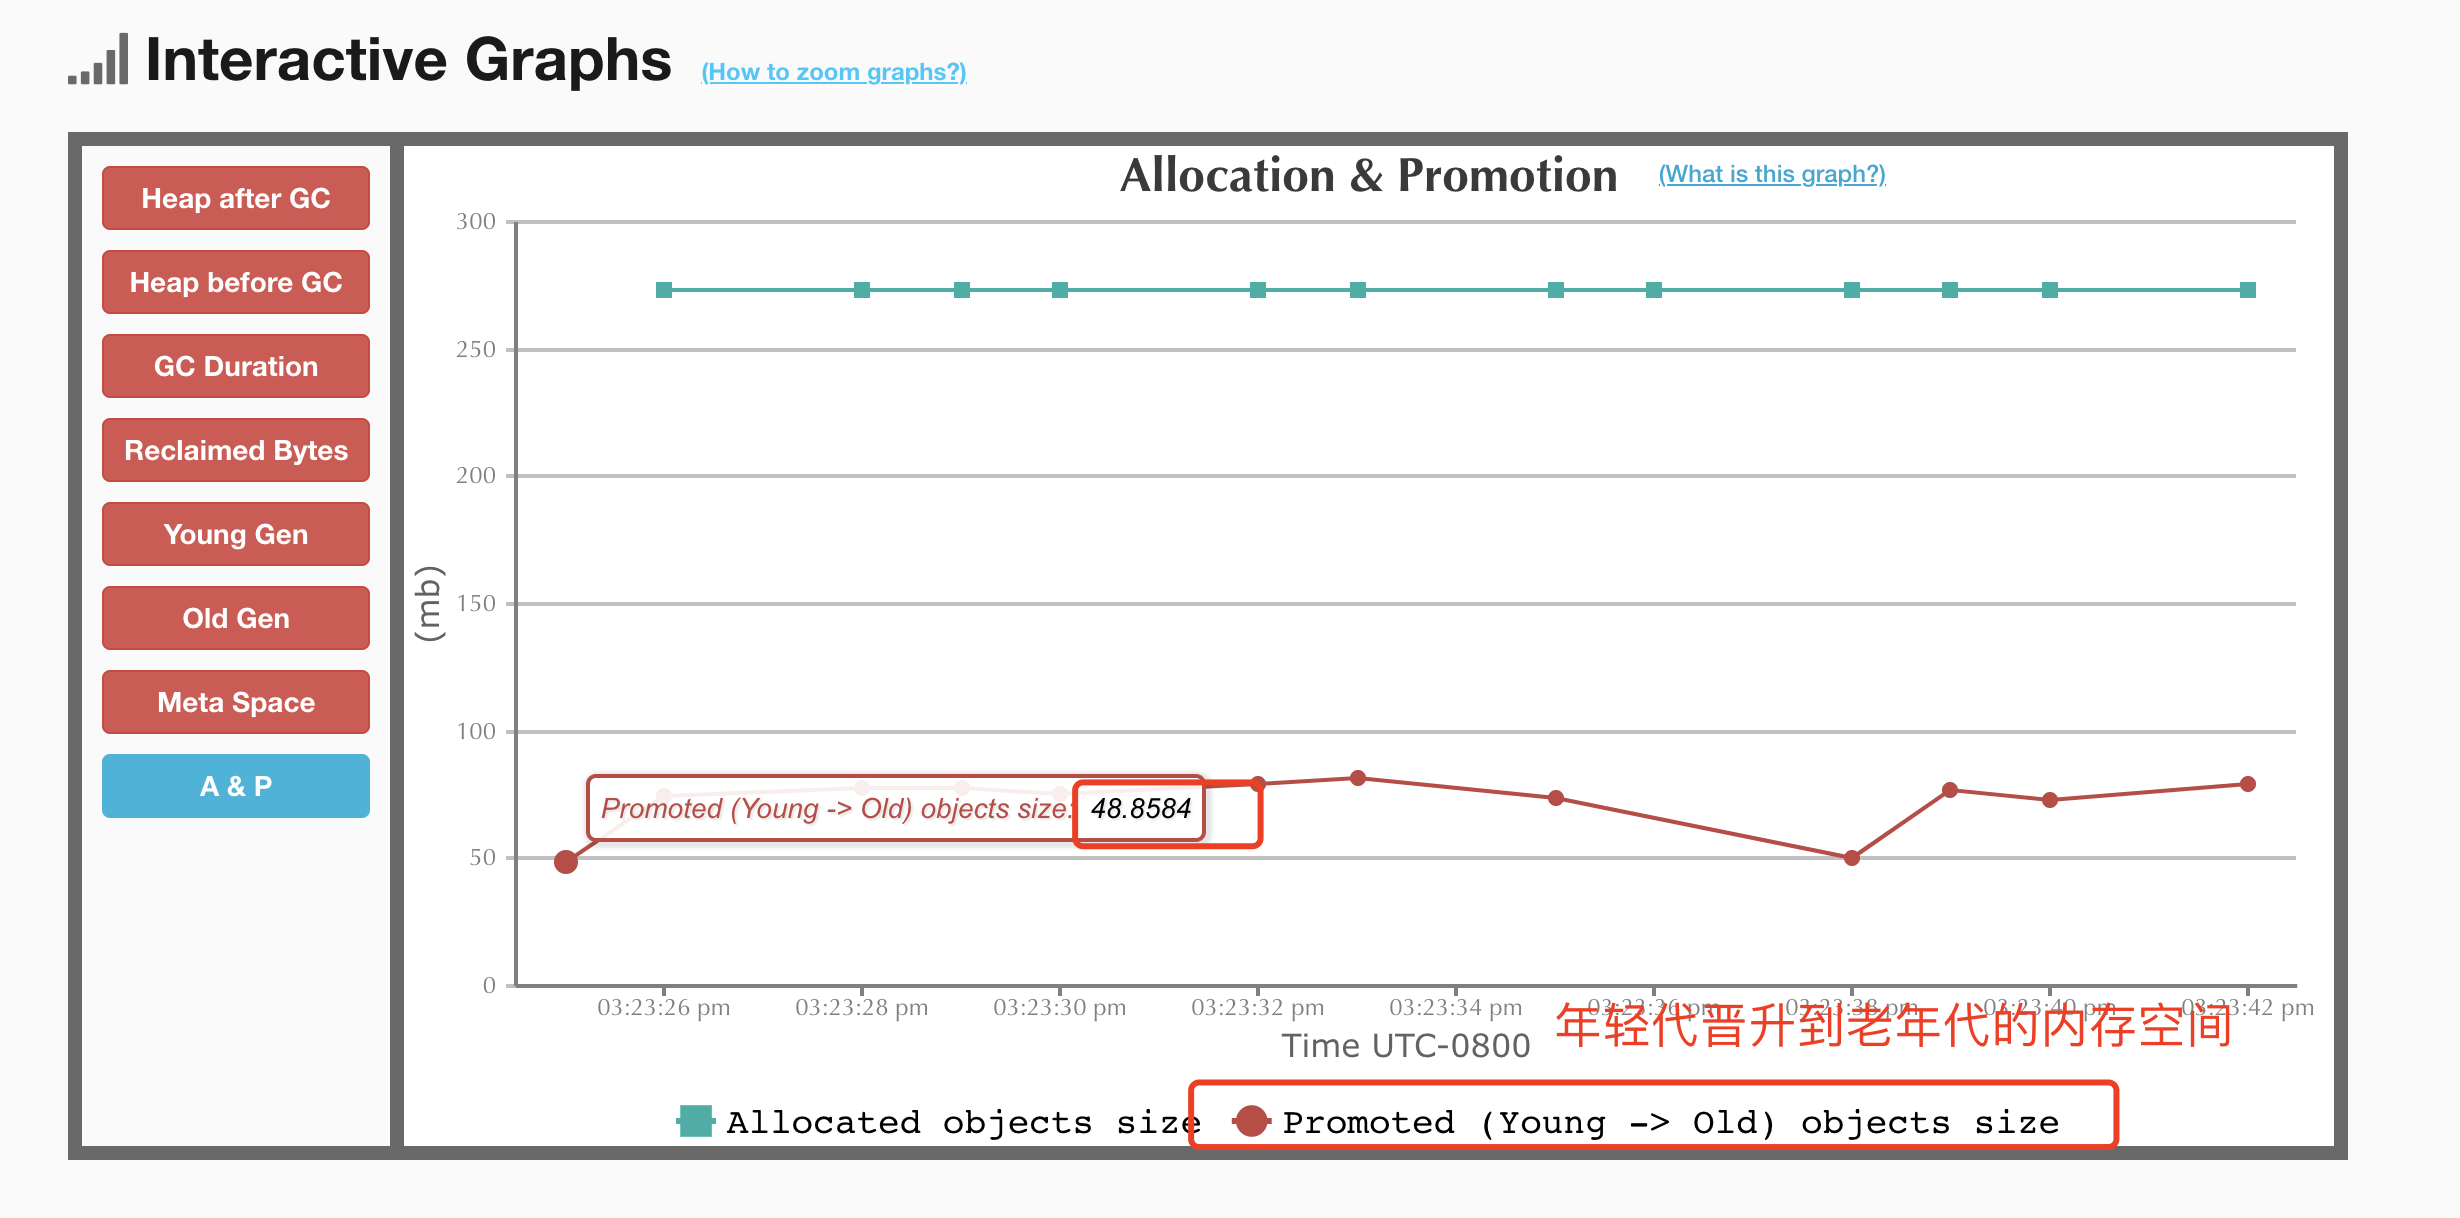 Interactive Graphs (How to zoom graphs?)
Heap after GC
Heap before GC
GC Duration
Reclaimed Bytes
Young Gen
Old Gen
Meta Space
A & P
Allocation & Promotion (What is this graph?)
300
250
200
150
100
50
0
(mb)
Promoted (Young -> Old) objects size: 48.8584
03:23:26 pm 03:23:28 pm 03:23:30 pm 03:23:32 pm 03:23:34 pm 03:23:36 pm 03:23:38 pm 03:23:40 pm 03:23:42 pm
年轻代晋升到老年代的内存空间
Time UTC-0800
Allocated objects size Promoted (Young -> Old) objects size